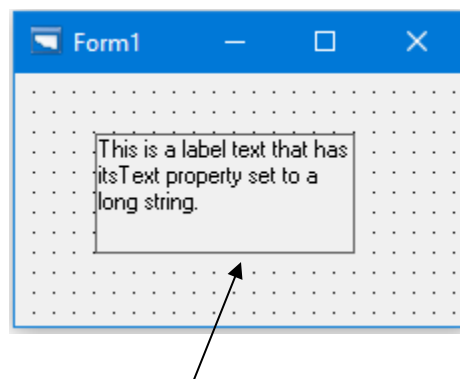 Form1
This is a label text that has
itsText property set to a
long string.